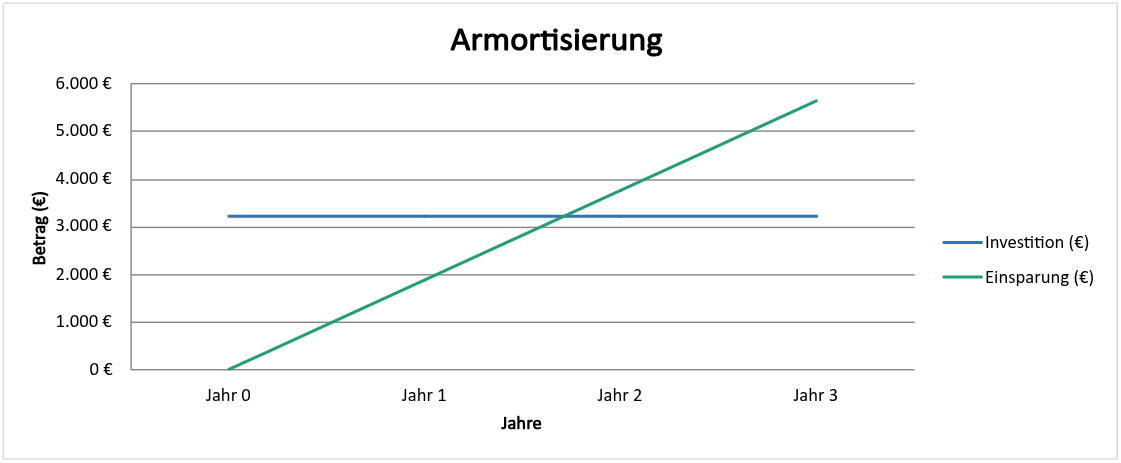 Armortisierung
6.000 €
5.000 €
4.000 €
3.000 €
2.000 €
1.000 €
0 €
Betrag (€)
Jahr 0
Jahr 1
Jahr 2
Jahr 3
Jahre
Investition (€)
Einsparung (€)